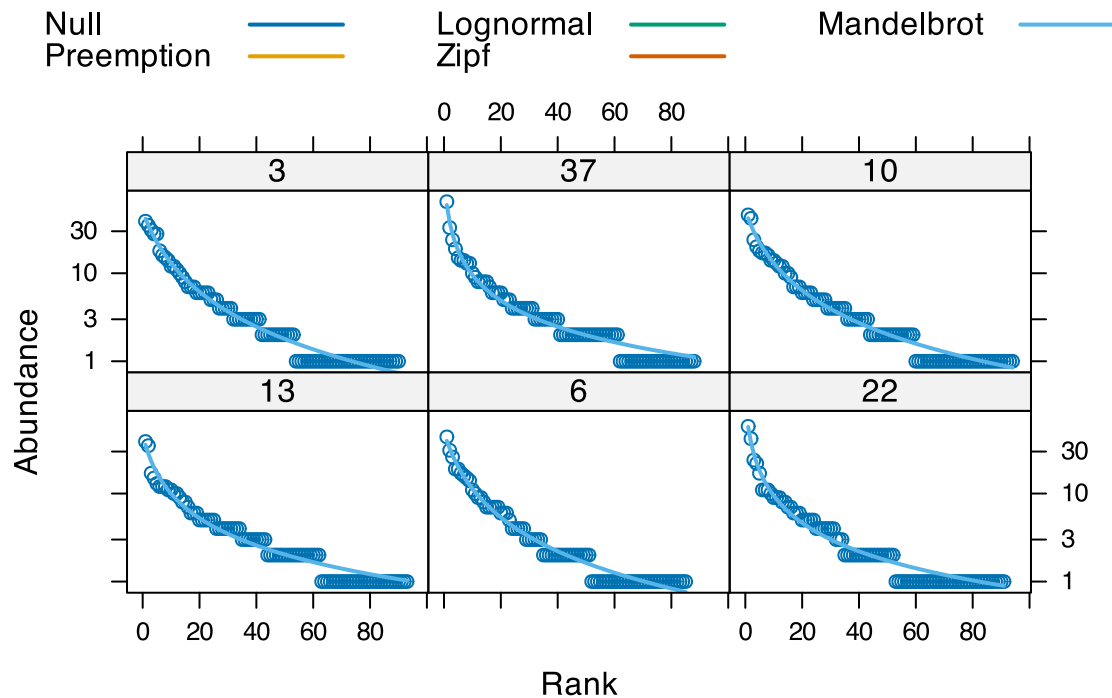 Null Lognormal Mandelbrot
Preemption Zipf
0 20 40 60 80
3 37 10
30
10
3
1
13 6 22
30
10
3
1
0 20 40 60 80 0 20 40 60 80
Abundance
Rank